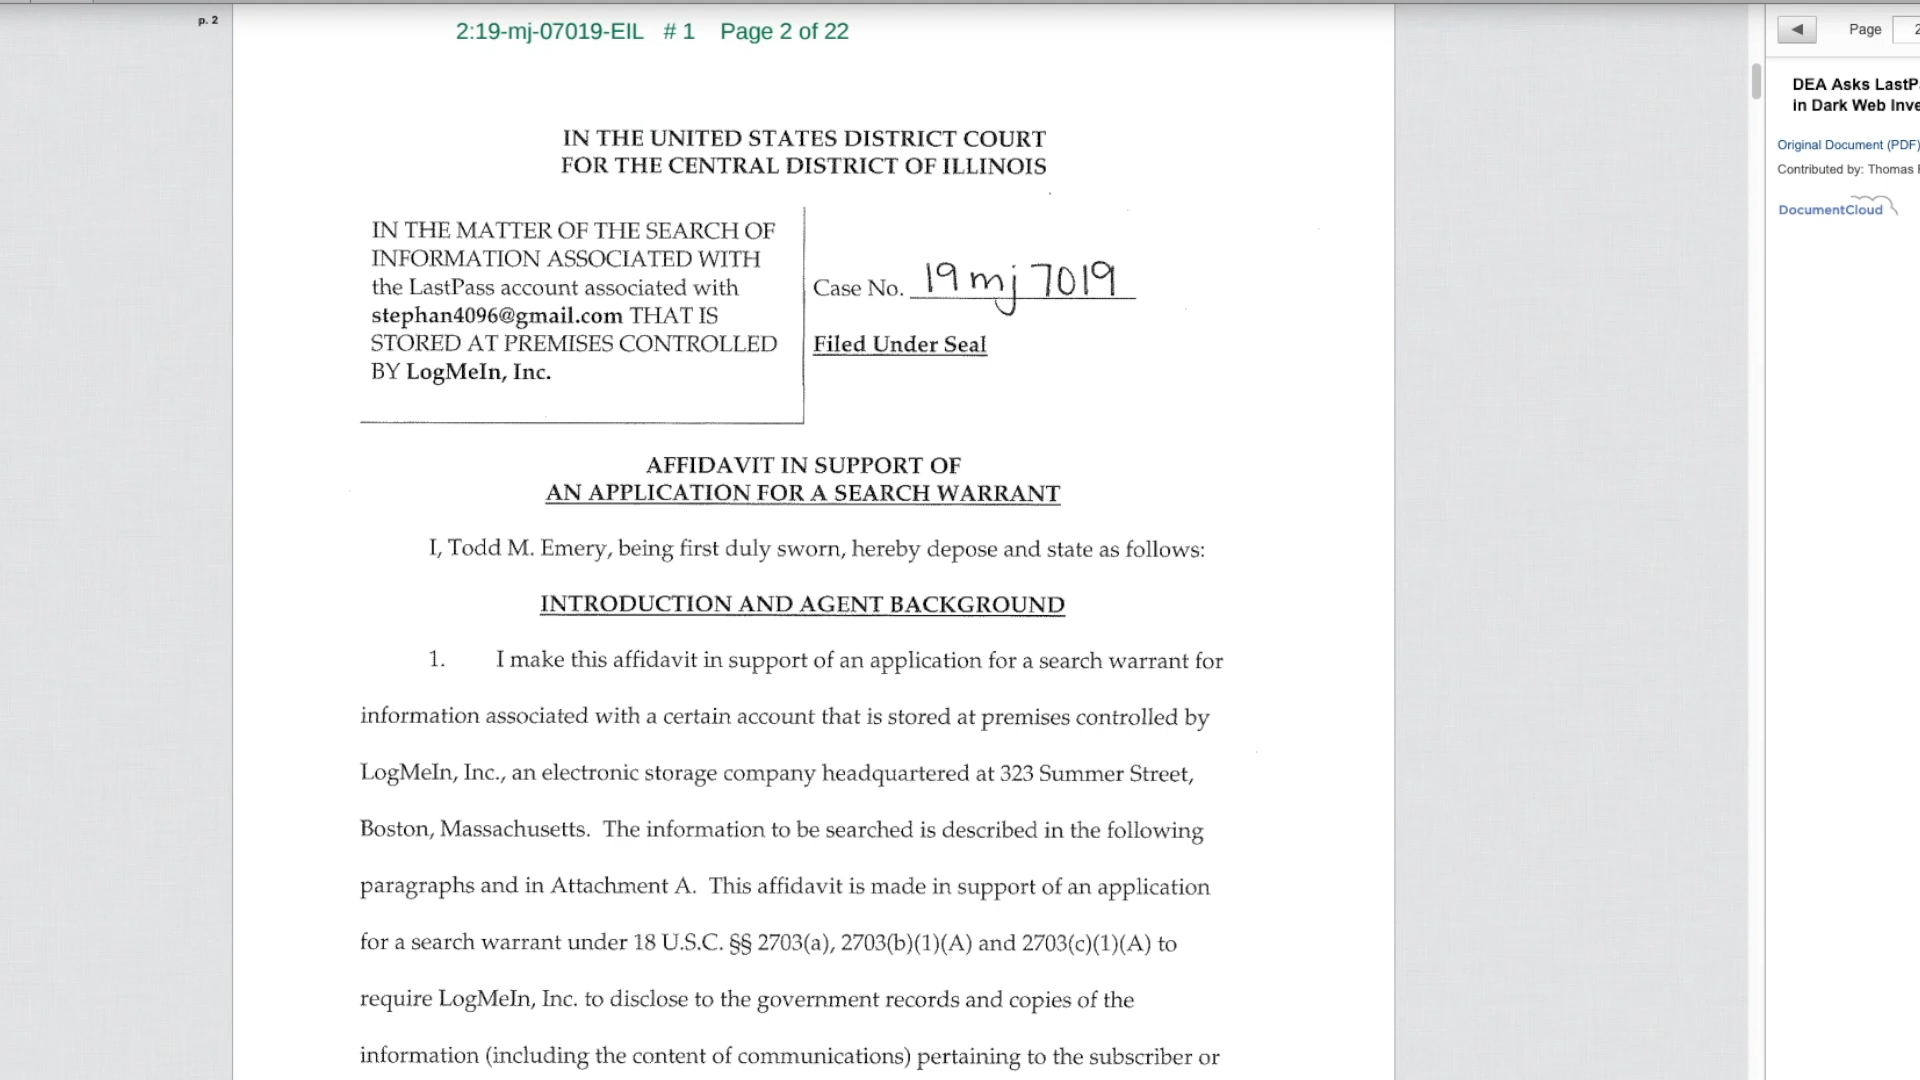 p. 2
2:19-mj-07019-EIL # 1 Page 2 of 22
IN THE UNITED STATES DISTRICT COURT
FOR THE CENTRAL DISTRICT OF ILLINOIS
IN THE MATTER OF THE SEARCH OF
INFORMATION ASSOCIATED WITH
the LastPass account associated with
stephan4096@gmail.com THAT IS
STORED AT PREMISES CONTROLLED
BY LogMeIn, Inc.
Case No. 19 mj 7019
Filed Under Seal
AFFIDAVIT IN SUPPORT OF
AN APPLICATION FOR A SEARCH WARRANT
I, Todd M. Emery, being first duly sworn, hereby depose and state as follows:
INTRODUCTION AND AGENT BACKGROUND
1. I make this affidavit in support of an application for a search warrant for
information associated with a certain account that is stored at premises controlled by
LogMeIn, Inc., an electronic storage company headquartered at 323 Summer Street,
Boston, Massachusetts. The information to be searched is described in the following
paragraphs and in Attachment A. This affidavit is made in support of an application
for a search warrant under 18 U.S.C. §§ 2703(a), 2703(b)(1)(A) and 2703(c)(1)(A) to
require LogMeIn, Inc. to disclose to the government records and copies of the
information (including the content of communications) pertaining to the subscriber or
◀ Page 2
DEA Asks LastP
in Dark Web Inve
Original Document (PDF)
Contributed by: Thomas
DocumentCloud